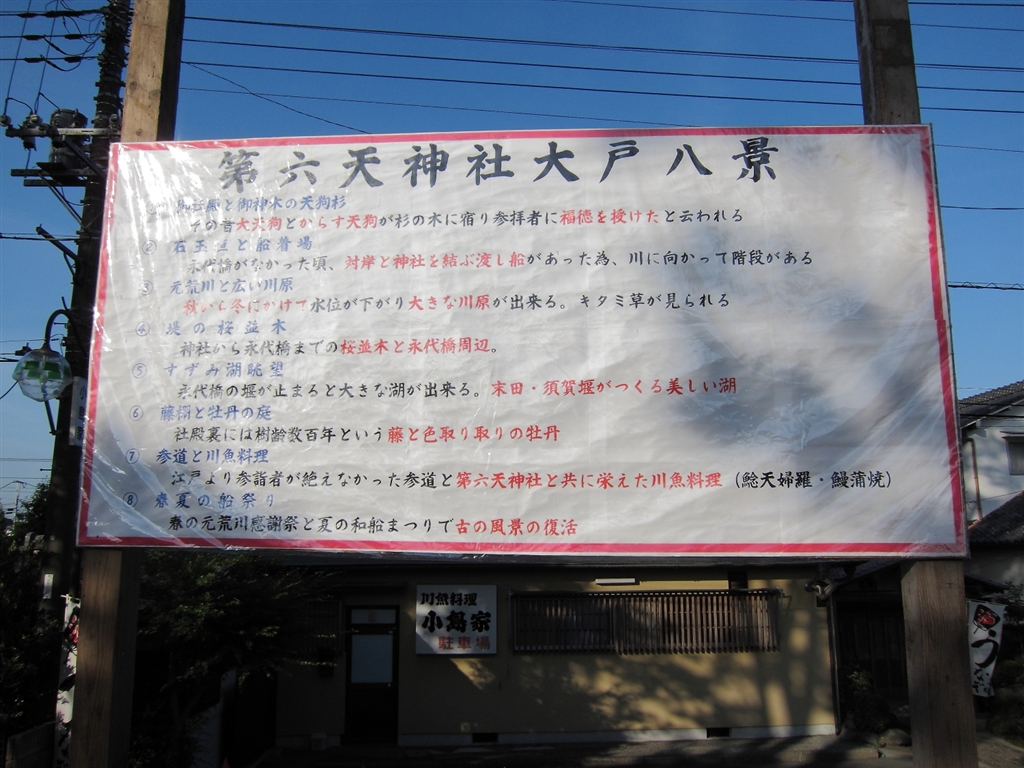 第六天神社大戸八景
御社殿と御神木の天狗杉
その昔大天狗とからす天狗が杉の木に宿り参拝者に福徳を授けたと云われる
② 石玉垣と船着場
永代橋がなかった頃、対岸と神社を結ぶ渡し船があった為、川に向かって階段がある
③ 元荒川と広い川原
秋から冬にかけて水位が下がり大きな川原が出来る。キタミ草が見られる
④ 堤の桜並木
神社から永代橋までの桜並木と永代橋周辺。
⑤ すずみ湖眺望
永代橋の堰が止まると大きな湖が出来る。末田・須賀堰がつくる美しい湖
⑥ 藤棚と牡丹の庭
社殿裏には樹齢数百年という藤と色取り取りの牡丹
⑦ 参道と川魚料理
江戸より参詣者が絶えなかった参道と第六天神社と共に栄えた川魚料理（鯰天婦羅・鰻蒲焼）
⑧ 春夏の船祭り
春の元荒川感謝祭と夏の和船まつりで古の風景の復活
川魚料理
小島家
駐車場
う